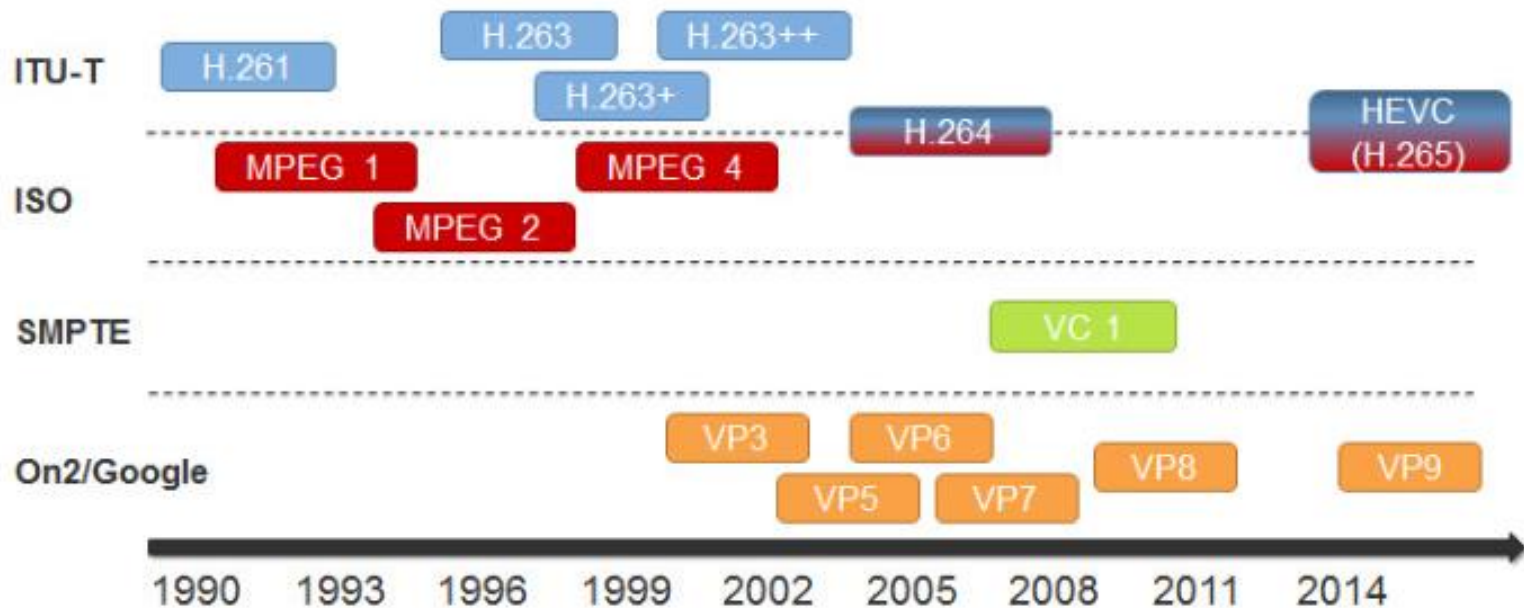 H.263 H.263++
ITU-T H.261
H.263+
HEVC
H.264
(H.265)
MPEG 1 MPEG 4
ISO
MPEG 2
SMPTE VC 1
VP3 VP6
On2/Google VP8 VP9
VP5 VP7
1990 1993 1996 1999 2002 2005 2008 2011 2014